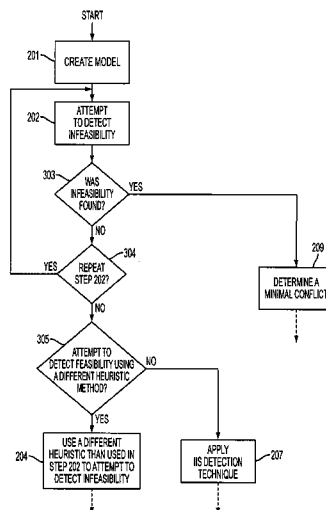 START
201
CREATE MODEL
202
ATTEMPT
TO DETECT
INFEASIBILITY
303
WAS
INFEASIBILITY
FOUND?
YES
NO
304
YES
REPEAT
STEP 202?
209
DETERMINE A
MINIMAL CONFLICT
NO
305
ATTEMPT TO
DETECT FEASIBILITY USING
A DIFFERENT HEURISTIC
METHOD?
NO
YES
204
USE A DIFFERENT
HEURISTIC THAN USED IN
STEP 202 TO ATTEMPT TO
DETECT INFEASIBILITY
APPLY
IIS DETECTION
TECHNIQUE
207